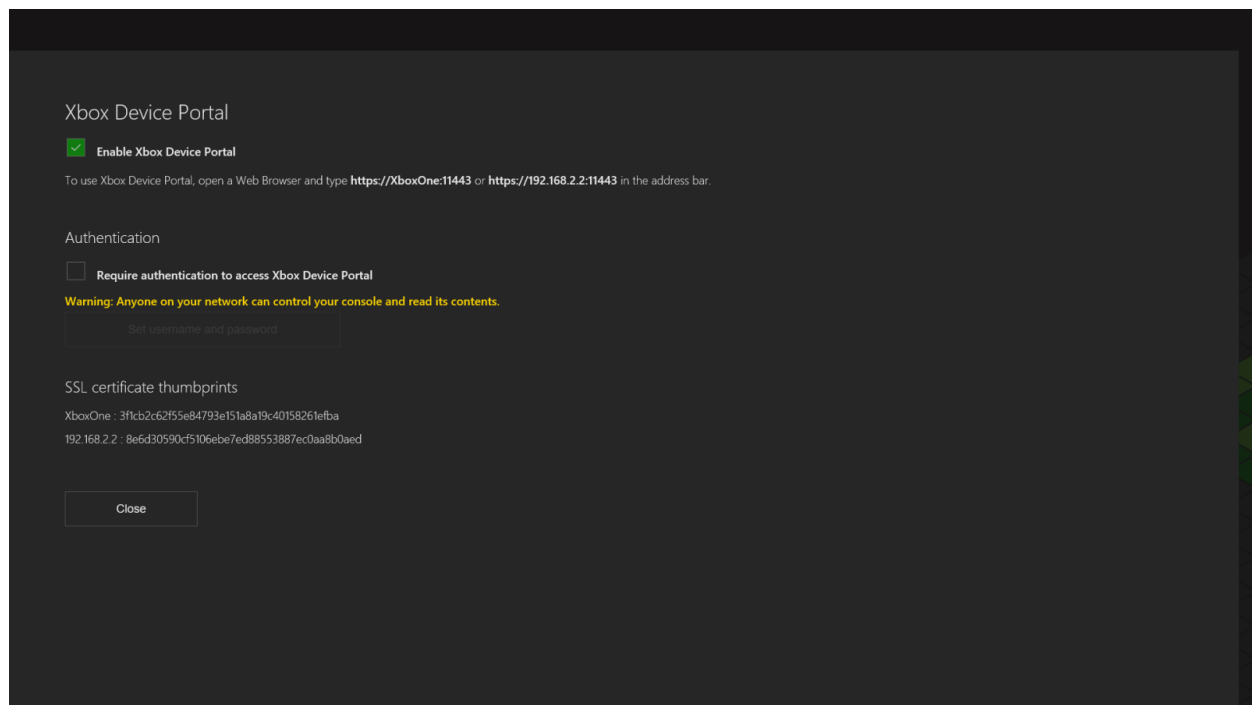 Xbox Device Portal
Enable Xbox Device Portal
To use Xbox Device Portal, open a Web Browser and type https://XboxOne:11443 or https://192.168.2.2:11443 in the address bar.
Authentication
Require authentication to access Xbox Device Portal
Warning: Anyone on your network can control your console and read its contents.
Set username and password
SSL certificate thumbprints
XboxOne : 3f1cb2c62f55e84793e151a8a19c40158261efba
192.168.2.2 : 8e6d30590cf5106ebe7ed88553887ec0aa8b0aed
Close